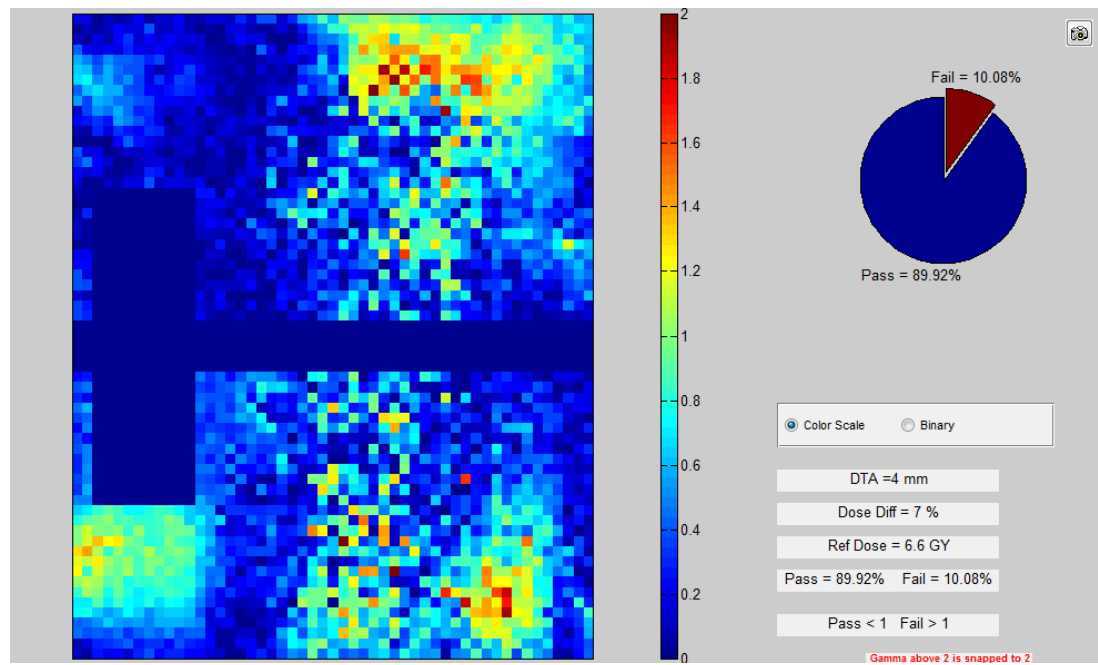 2
1.8
1.6
1.4
1.2
1
0.8
0.6
0.4
0.2
0
Fail = 10.08%
Pass = 89.92%
Color Scale Binary
DTA =4 mm
Dose Diff = 7 %
Ref Dose = 6.6 GY
Pass = 89.92% Fail = 10.08%
Pass < 1 Fail > 1
Gamma above 2 is snapped to 2